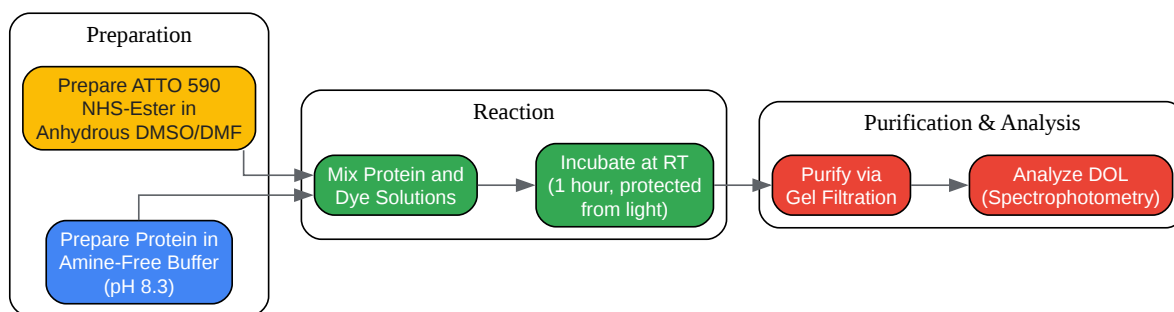 Preparation
Prepare ATTO 590
NHS-Ester in
Anhydrous DMSO/DMF
Prepare Protein in
Amine-Free Buffer
(pH 8.3)
Reaction
Mix Protein and
Dye Solutions
Incubate at RT
(1 hour, protected
from light)
Purification & Analysis
Purify via
Gel Filtration
Analyze DOL
(Spectrophotometry)